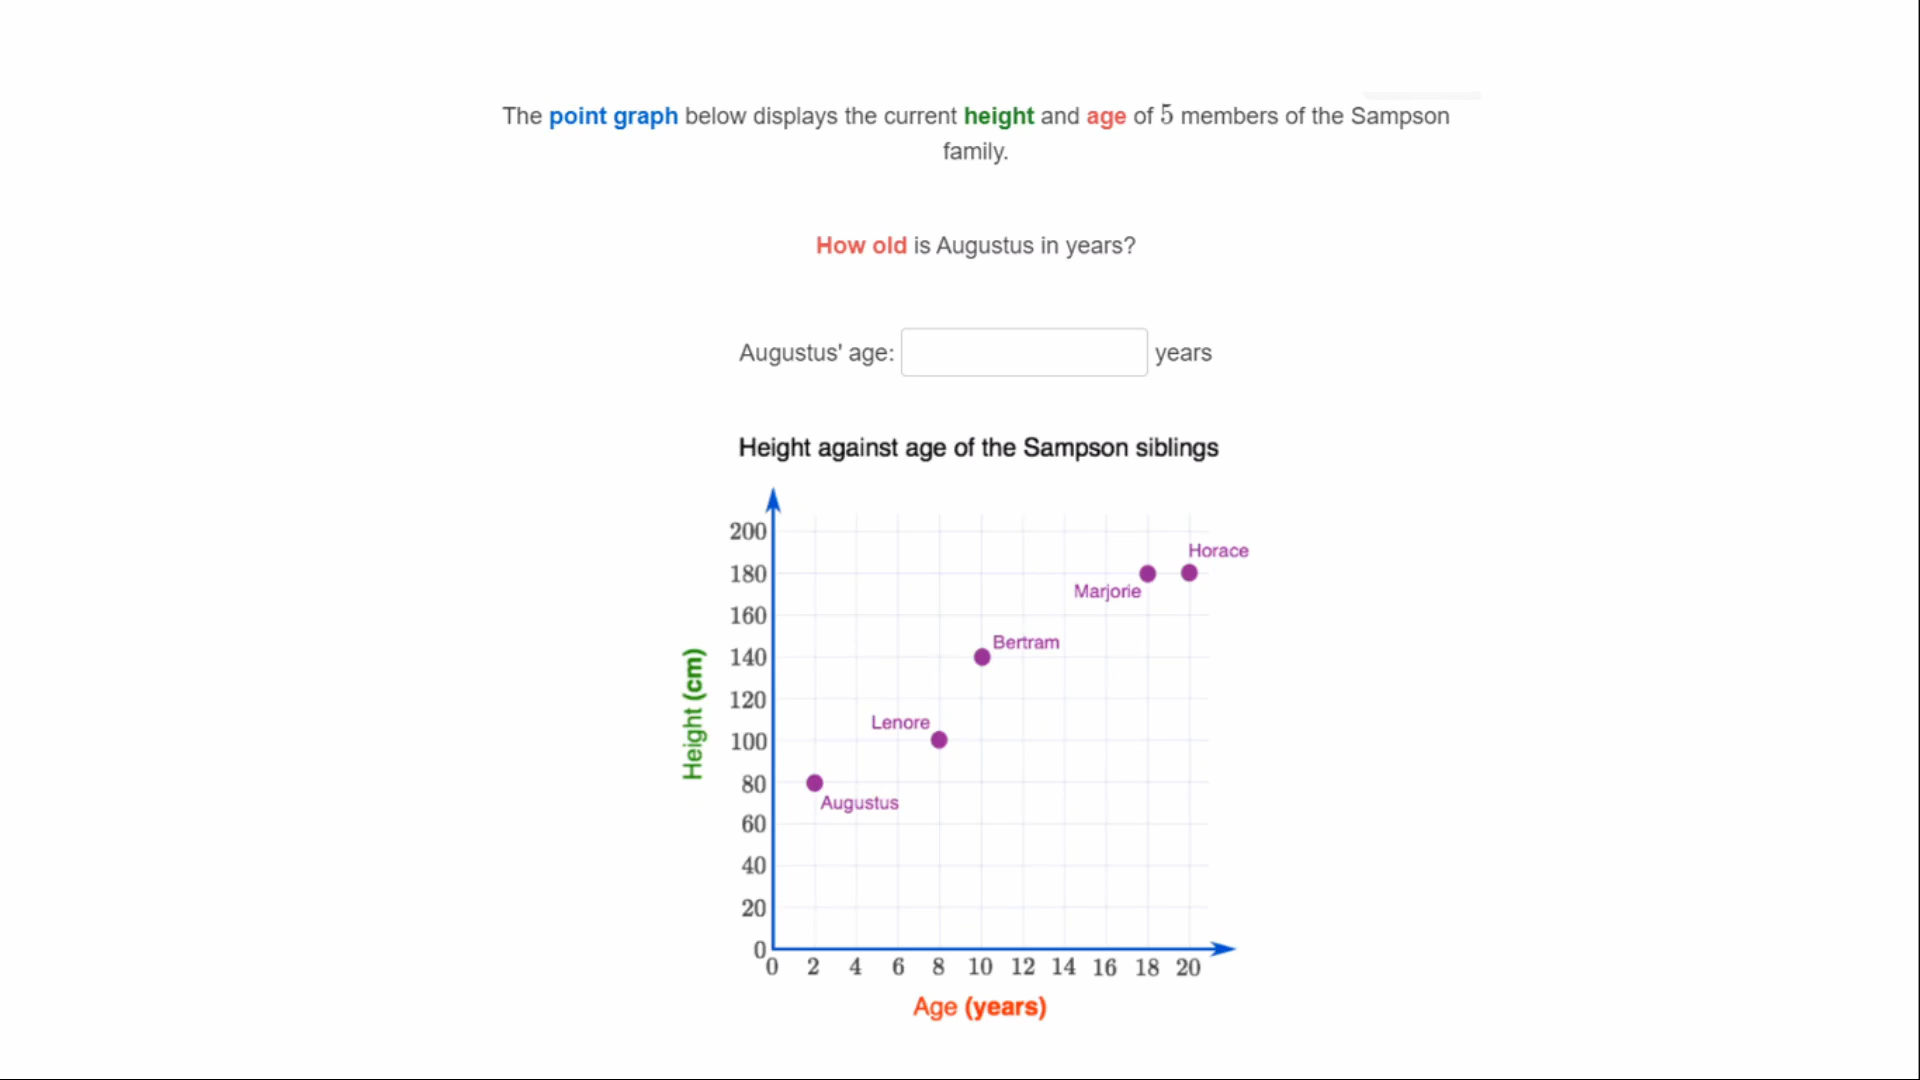 The point graph below displays the current height and age of 5 members of the Sampson
family.
How old is Augustus in years?
Augustus' age: years
Height against age of the Sampson siblings
200
180
160
140
120
100
80
60
40
20
0
Height (cm)
Horace
Marjorie
Bertram
Lenore
Augustus
0 2 4 6 8 10 12 14 16 18 20
Age (years)